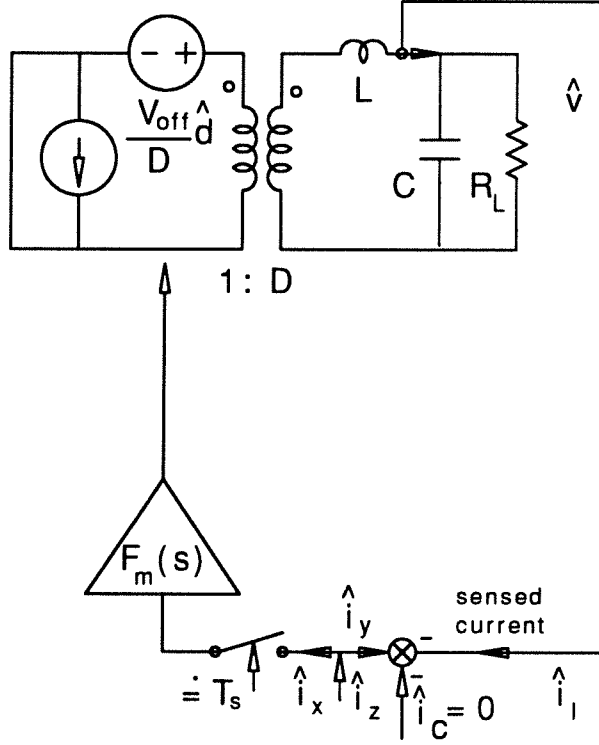 - +
L
v̂
V_off/D d̂
C
R_L
1: D
F_m(s)
î_y
sensed
current
-
≐ T_s
î_x
î_z
-
î_C = 0
î_l